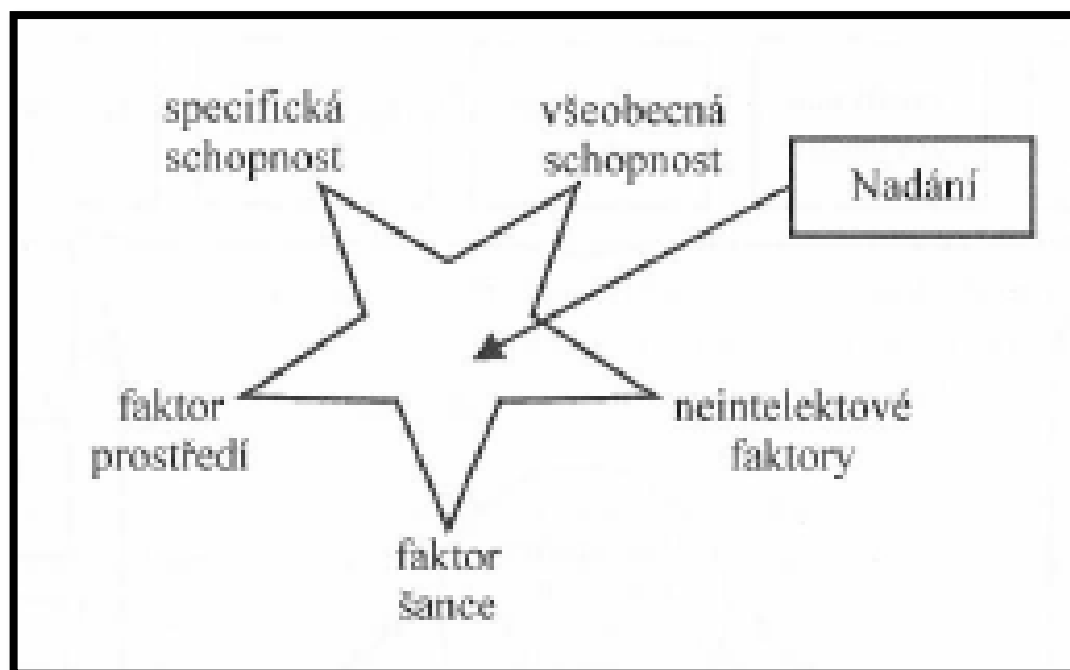 specifická
schopnost
všeobecná
schopnost
Nadání
faktor
prostředí
neintelektové
faktory
faktor
šance